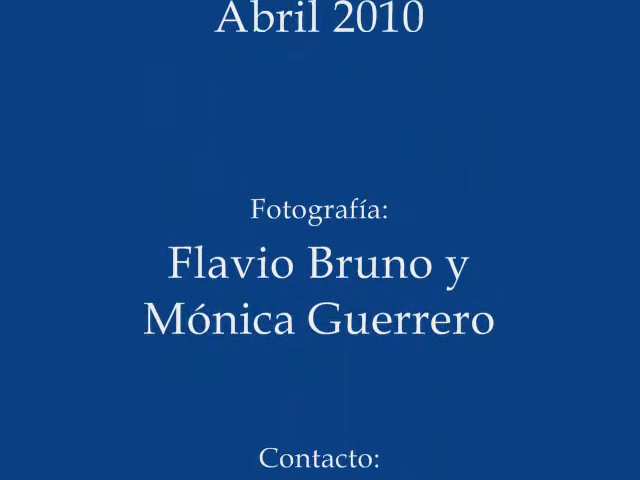 Abril 2010
Fotografía:
Flavio Bruno y
Mónica Guerrero
Contacto: